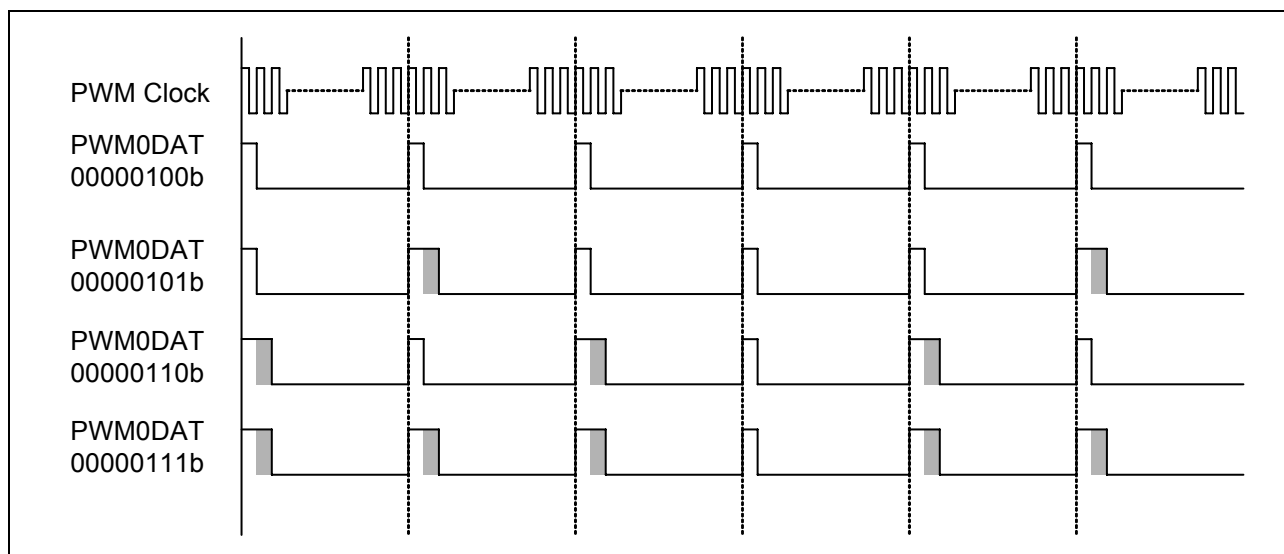 PWM Clock
PWM0DAT
00000100b
PWM0DAT
00000101b
PWM0DAT
00000110b
PWM0DAT
00000111b